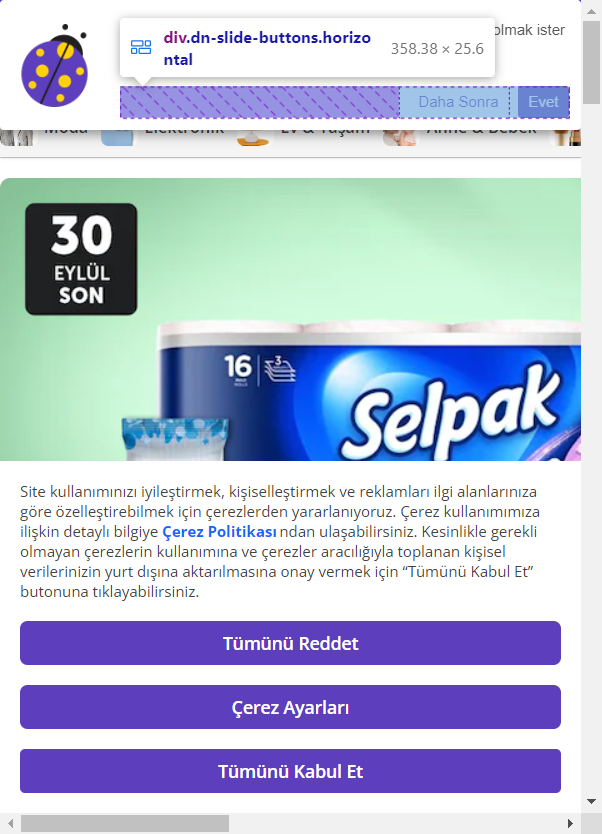 olmak ister
div.dn-slide-buttons.horizo
ntal
358.38 × 25.6
Daha Sonra
Evet
Moda
Elektronik
Ev & Yaşam
Anne & Bebek
30
EYLÜL
SON
16
3
Selpak
Site kullanımınızı iyileştirmek, kişiselleştirmek ve reklamları ilgi alanlarınıza
göre özelleştirebilmek için çerezlerden yararlanıyoruz. Çerez kullanımımıza
ilişkin detaylı bilgiye Çerez Politikası ndan ulaşabilirsiniz. Kesinlikle gerekli
olmayan çerezlerin kullanımına ve çerezler aracılığıyla toplanan kişisel
verilerinizin yurt dışına aktarılmasına onay vermek için “Tümünü Kabul Et”
butonuna tıklayabilirsiniz.
Tümünü Reddet
Çerez Ayarları
Tümünü Kabul Et